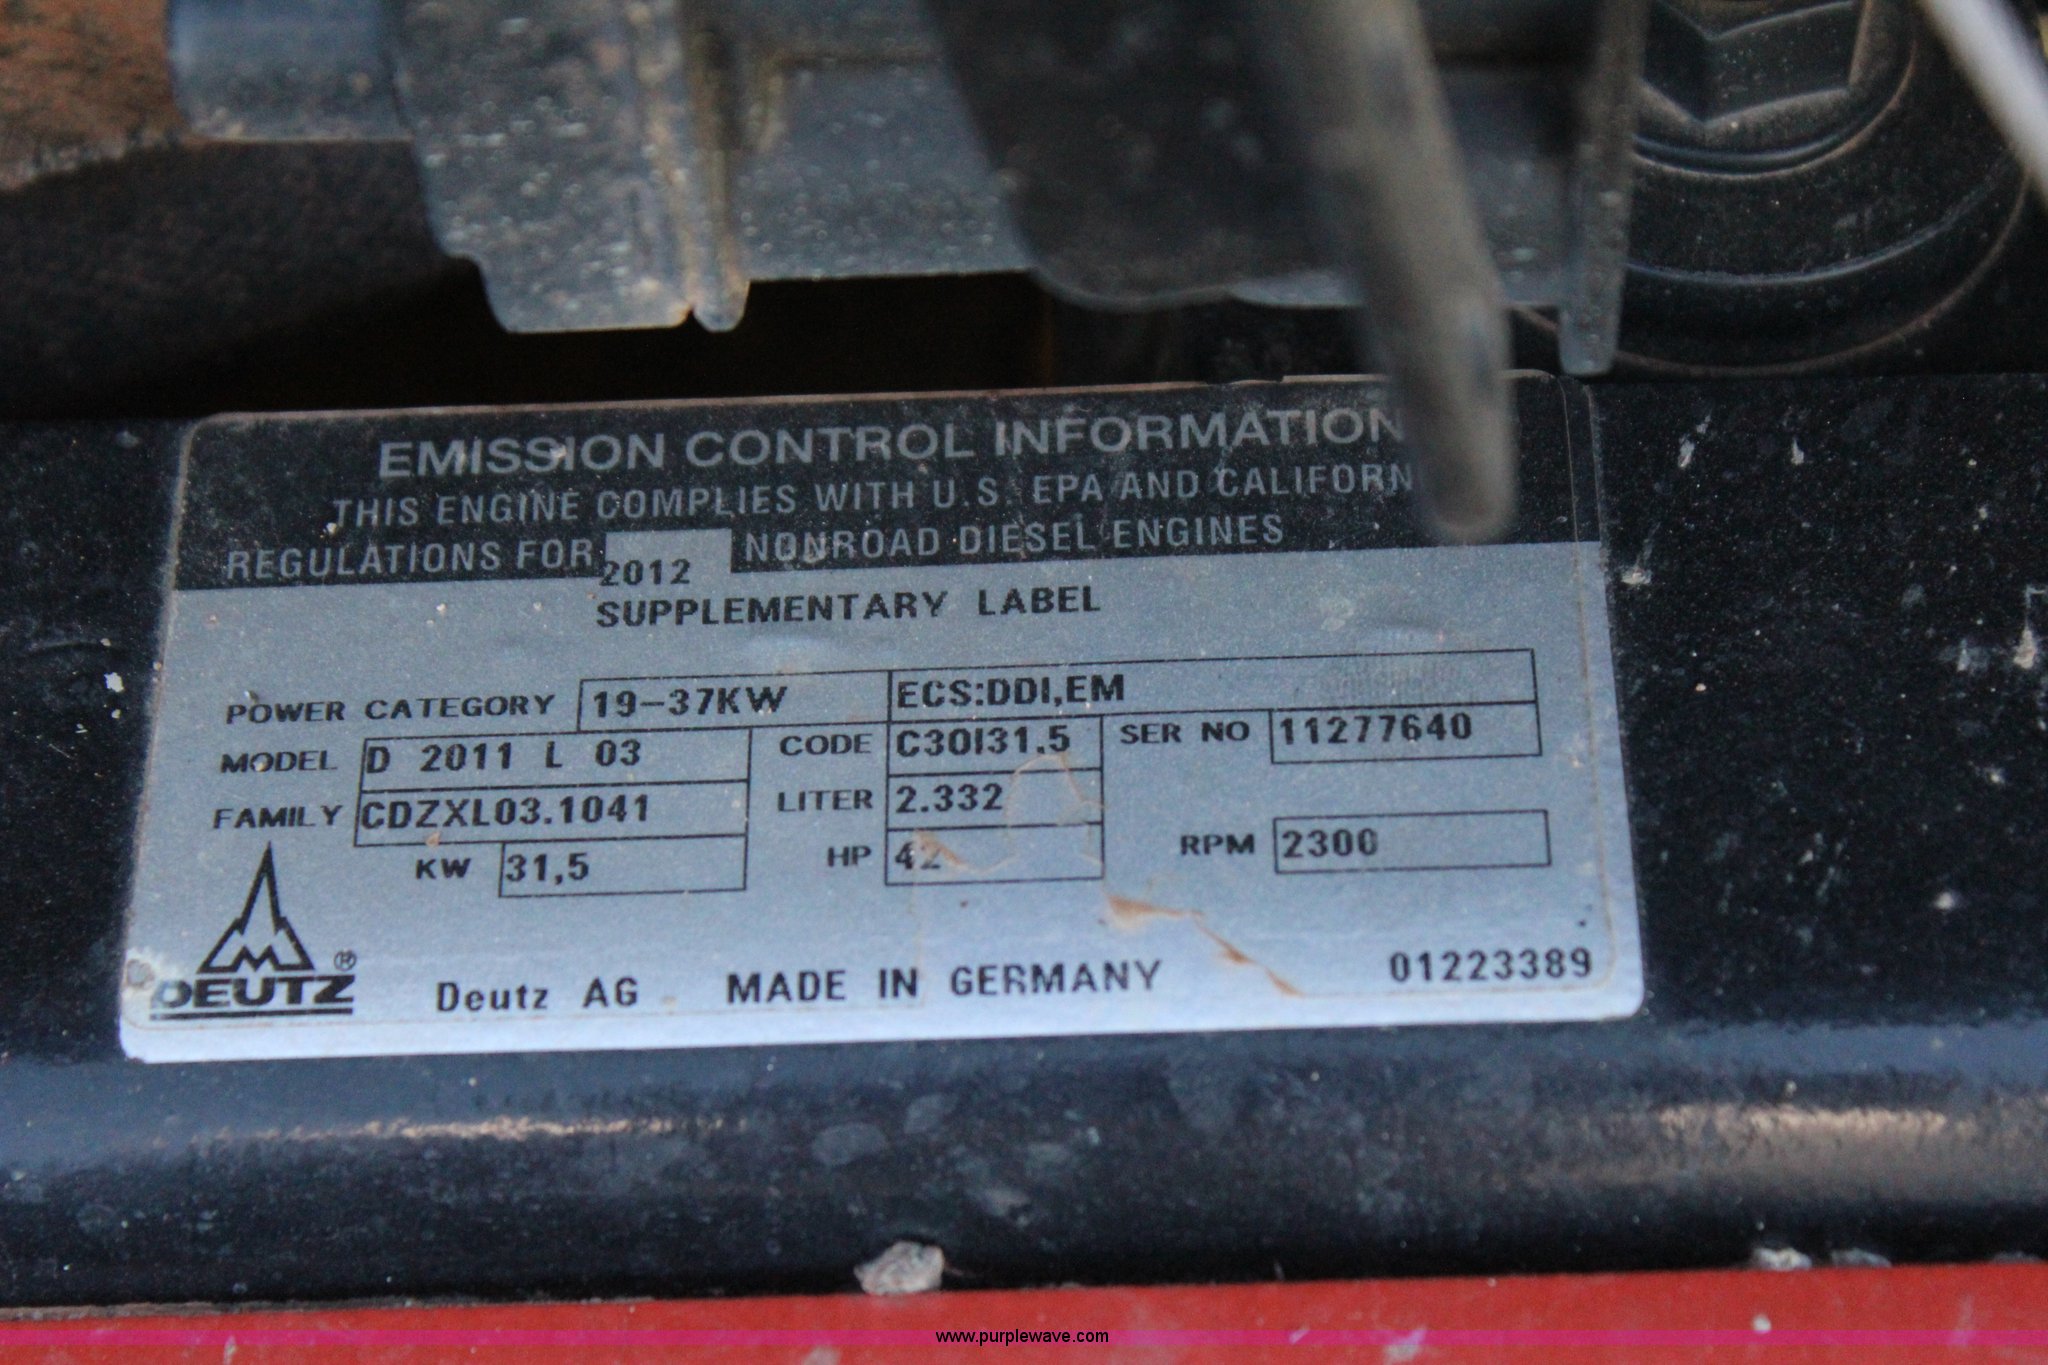 EMISSION CONTROL INFORMATION
THIS ENGINE COMPLIES WITH U.S. EPA AND CALIFORN
REGULATIONS FOR 2012 NONROAD DIESEL ENGINES
SUPPLEMENTARY LABEL
POWER CATEGORY 19-37KW ECS:DDI,EM
MODEL D 2011 L 03 CODE C30I31.5 SER NO 11277640
FAMILY CDZXL03.1041 LITER 2.332
KW 31,5 HP 42 RPM 2300
DEUTZ ® Deutz AG MADE IN GERMANY 01223389
www.purplewave.com